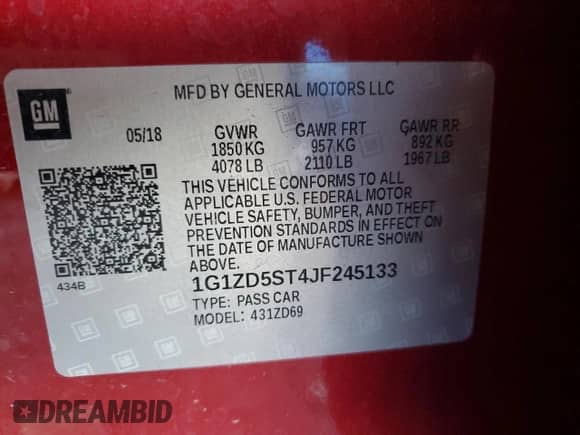 GM
MFD BY GENERAL MOTORS LLC
05/18 GVWR GAWR FRT GAWR RR
1850 KG 957 KG 892 KG
4078 LB 2110 LB 1967 LB
THIS VEHICLE CONFORMS TO ALL
APPLICABLE U.S. FEDERAL MOTOR
VEHICLE SAFETY, BUMPER, AND THEFT
PREVENTION STANDARDS IN EFFECT ON
THE DATE OF MANUFACTURE SHOWN
ABOVE.
434B
1G1ZD5ST4JF245133
TYPE: PASS CAR
MODEL: 431ZD69
DREAMBID